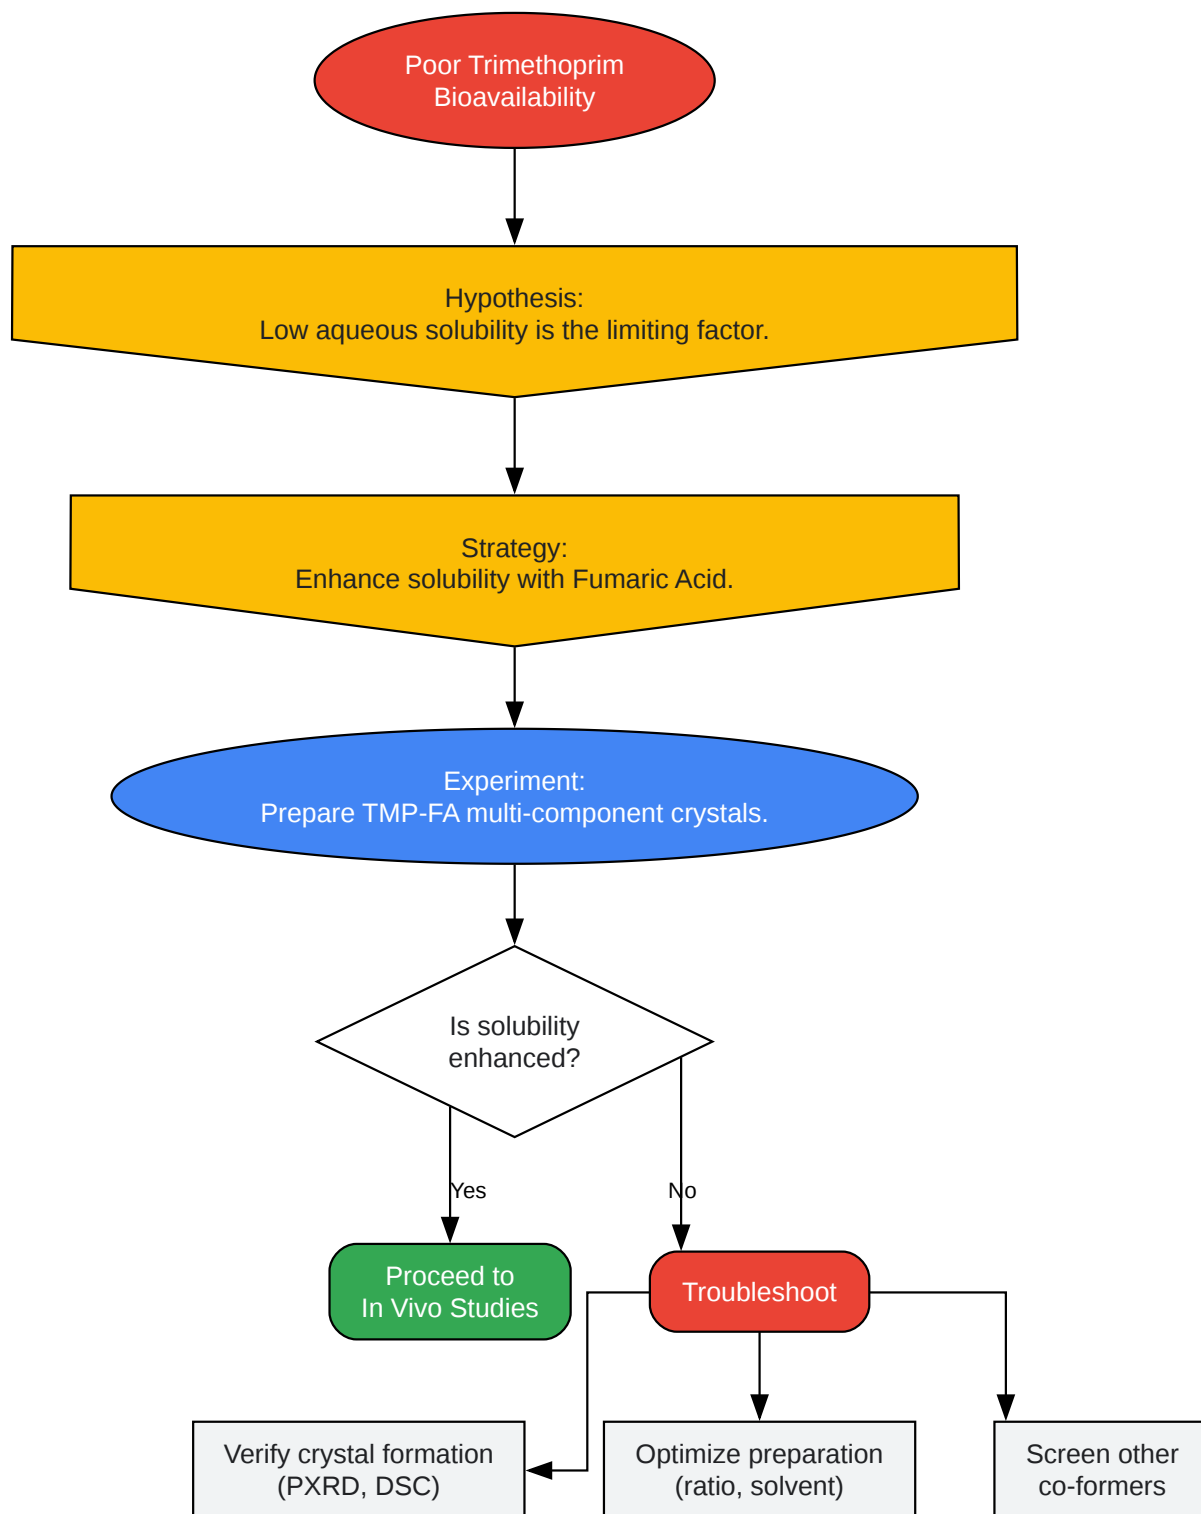 Poor Trimethoprim
Bioavailability
Hypothesis:
Low aqueous solubility is the limiting factor.
Strategy:
Enhance solubility with Fumaric Acid.
Experiment:
Prepare TMP-FA multi-component crystals.
Is solubility
enhanced?
Yes
No
Proceed to
In Vivo Studies
Troubleshoot
Verify crystal formation
(PXRD, DSC)
Optimize preparation
(ratio, solvent)
Screen other
co-formers